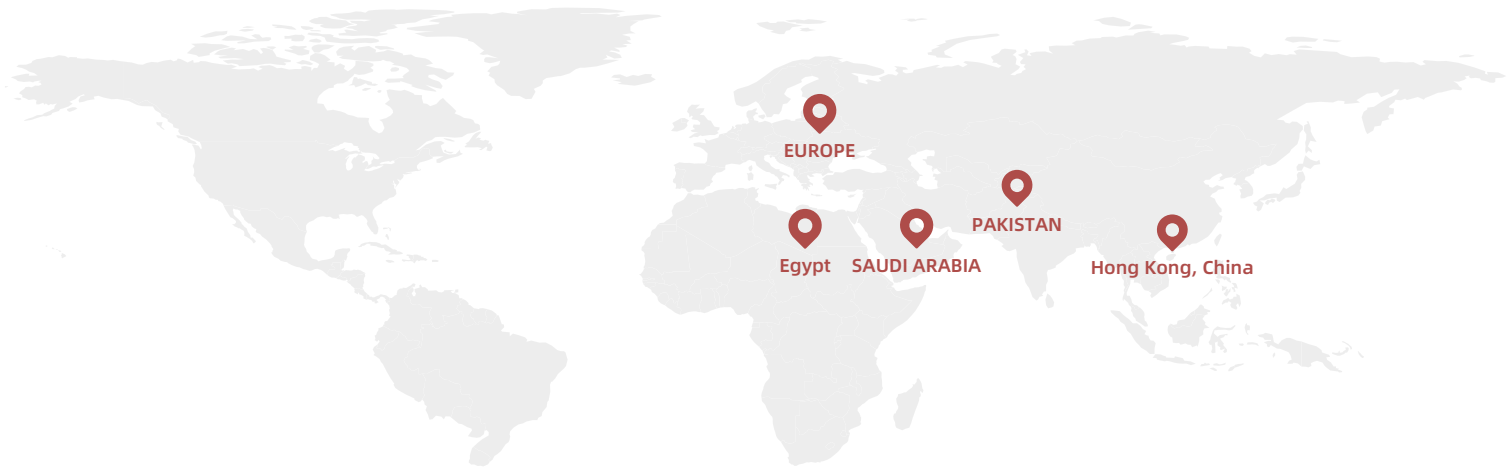 EUROPE
PAKISTAN
Egypt
SAUDI ARABIA
Hong Kong, China